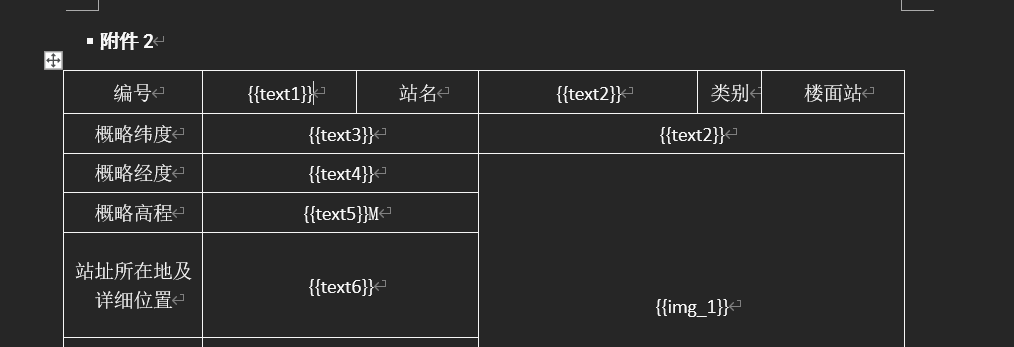 附件 2
编号 {{text1}} 站名 {{text2}} 类别 楼面站
概略纬度 {{text3}} {{text2}}
概略经度 {{text4}}
概略高程 {{text5}}M
站址所在地及
详细位置 {{text6}}
{{img_1}}